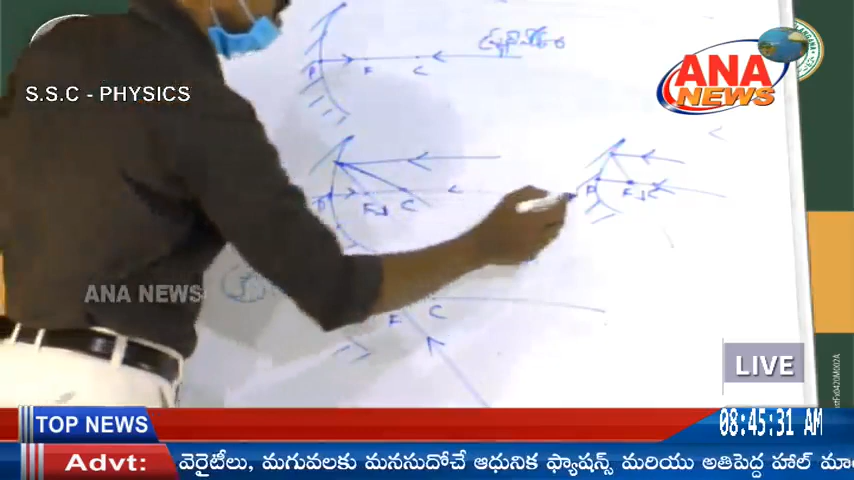 S.S.C - PHYSICS
ANA
NEWS
P F C
F C
P F C
F C
ANA NEWS
LIVE
TOP NEWS
08:45:31 AM
Advt: వెరైటీలు, మగువలకు మనసుదోచే ఆధునిక ఫ్యాషన్స్ మరియు అతిపెద్ద హాల్